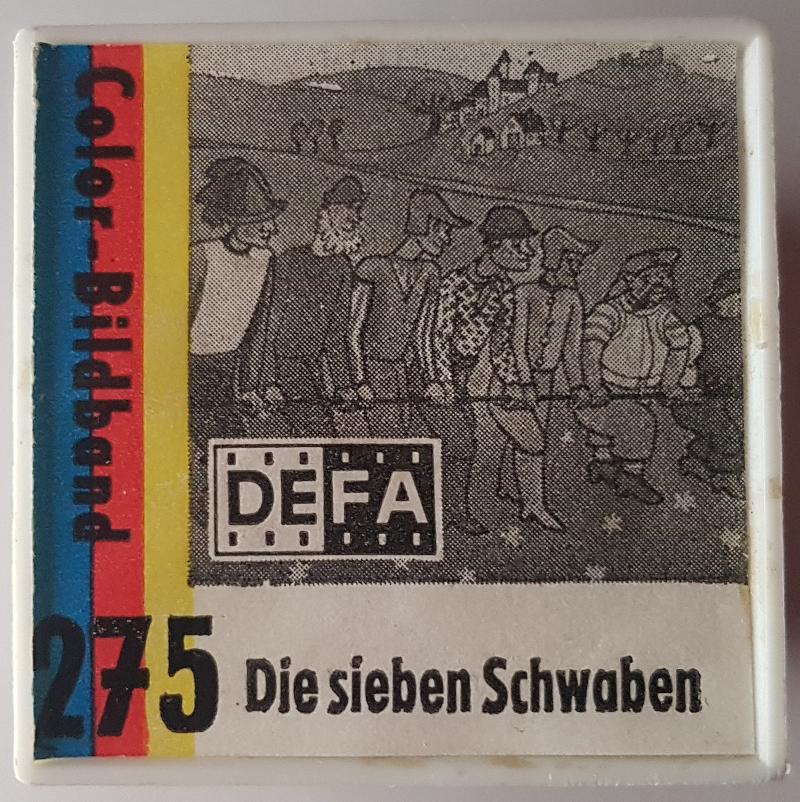 Color-Bildband
DEFA
275 Die sieben Schwaben